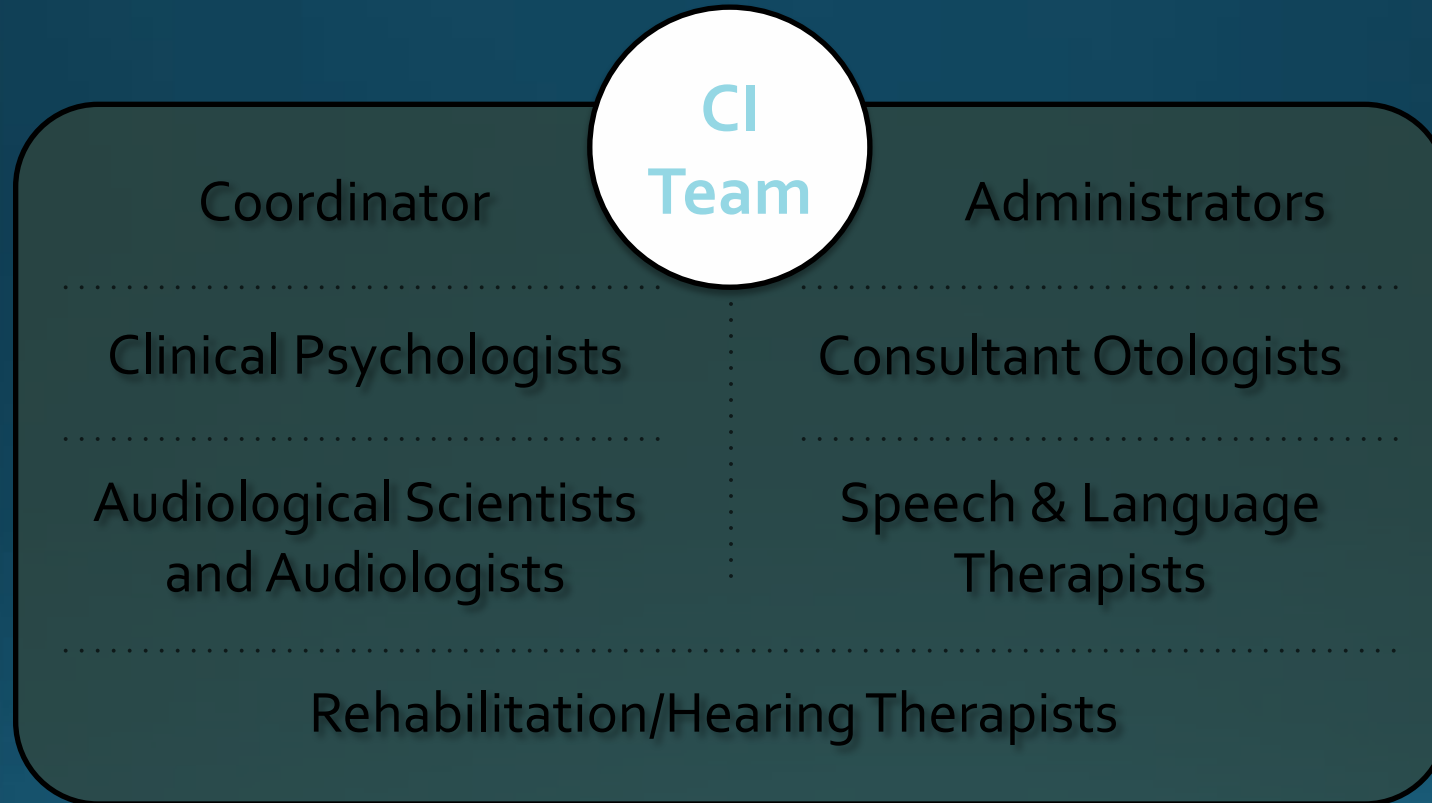 CI
Team
Coordinator
Administrators
Clinical Psychologists
Consultant Otologists
Audiological Scientists
and Audiologists
Speech & Language
Therapists
Rehabilitation/Hearing Therapists